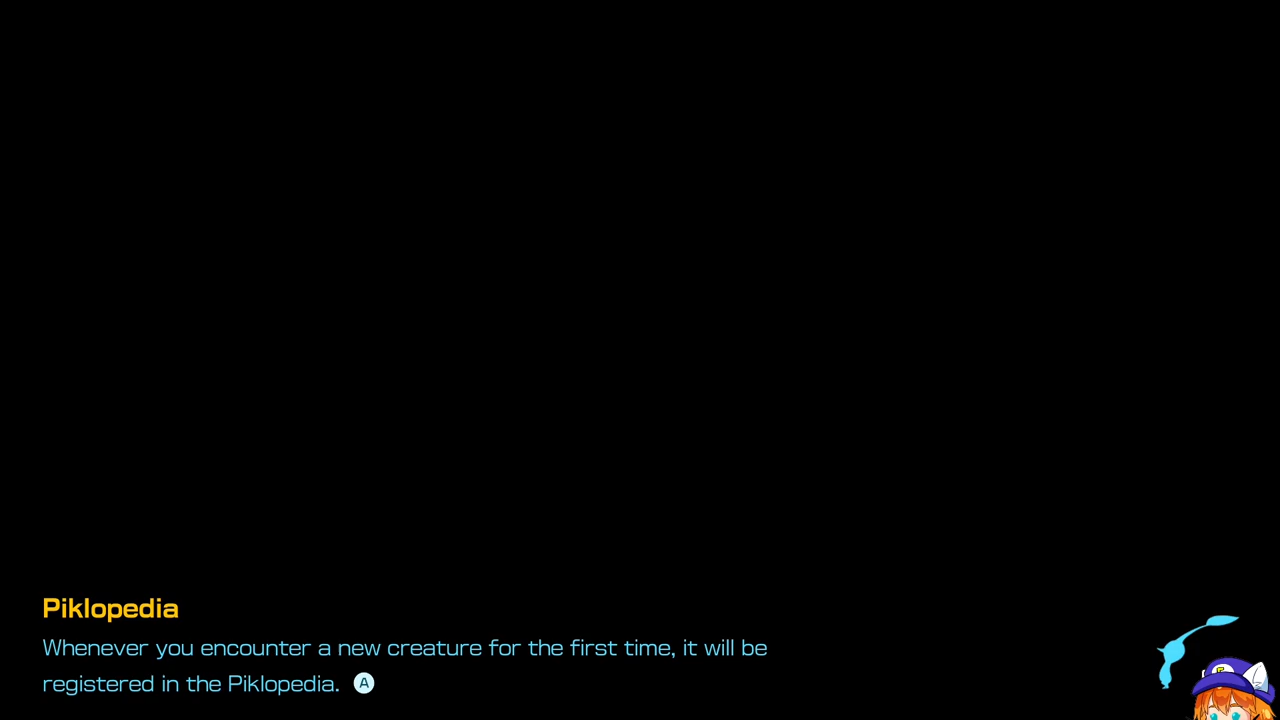 Piklopedia
Whenever you encounter a new creature for the first time, it will be
registered in the Piklopedia. A